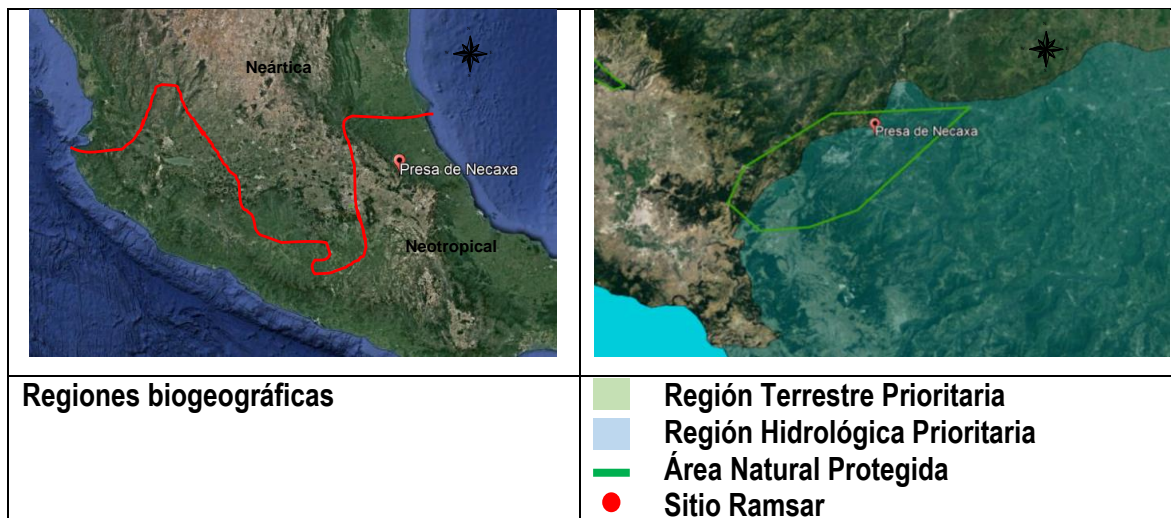 Neártica
Presa de Necaxa
Neotropical
Presa de Necaxa
Regiones biogeográficas
Región Terrestre Prioritaria
Región Hidrológica Prioritaria
Área Natural Protegida
Sitio Ramsar